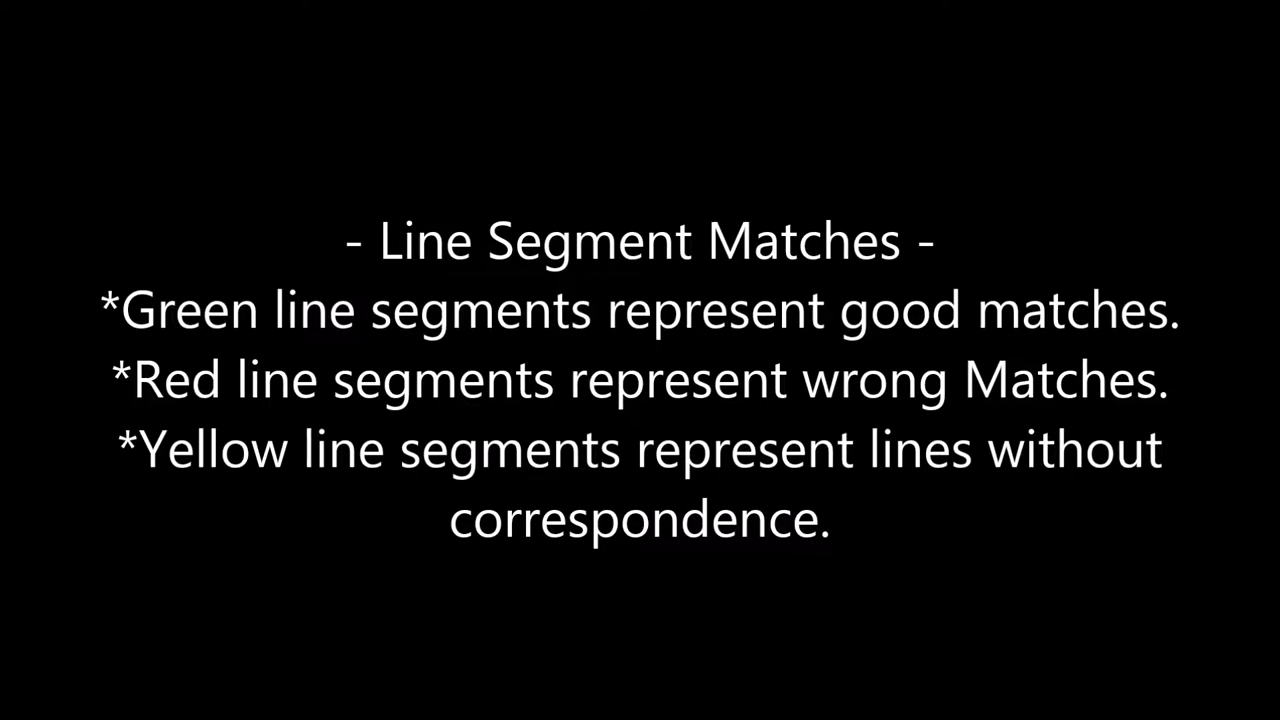 - Line Segment Matches -
*Green line segments represent good matches.
*Red line segments represent wrong Matches.
*Yellow line segments represent lines without
correspondence.